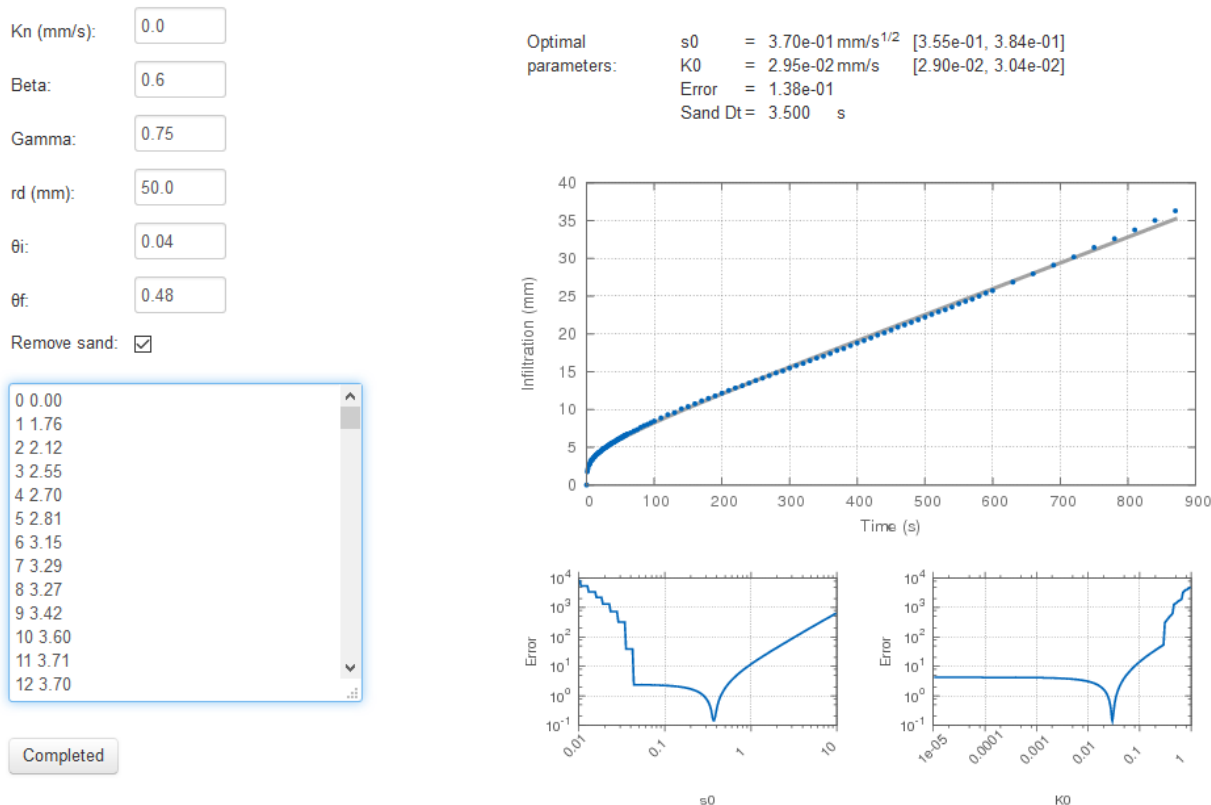 Kn (mm/s): 0.0
Beta: 0.6
Gamma: 0.75
rd (mm): 50.0
θi: 0.04
θf: 0.48
Remove sand:
0 0.00
1 1.76
2 2.12
3 2.55
4 2.70
5 2.81
6 3.15
7 3.29
8 3.27
9 3.42
10 3.60
11 3.71
12 3.70
Completed
Optimal s0 = 3.70e-01 mm/s^1/2 [3.55e-01, 3.84e-01]
parameters: K0 = 2.95e-02 mm/s [2.90e-02, 3.04e-02]
Error = 1.38e-01
Sand Dt = 3.500 s
40
35
30
25
20
15
10
5
0
Infiltration (mm)
0 100 200 300 400 500 600 700 800 900
Time (s)
10^4
10^3
10^2
10^1
10^0
10^-1
Error
0.01 0.1 1 10
s0
10^4
10^3
10^2
10^1
10^0
10^-1
Error
1e-05 0.0001 0.001 0.01 0.1 1
K0